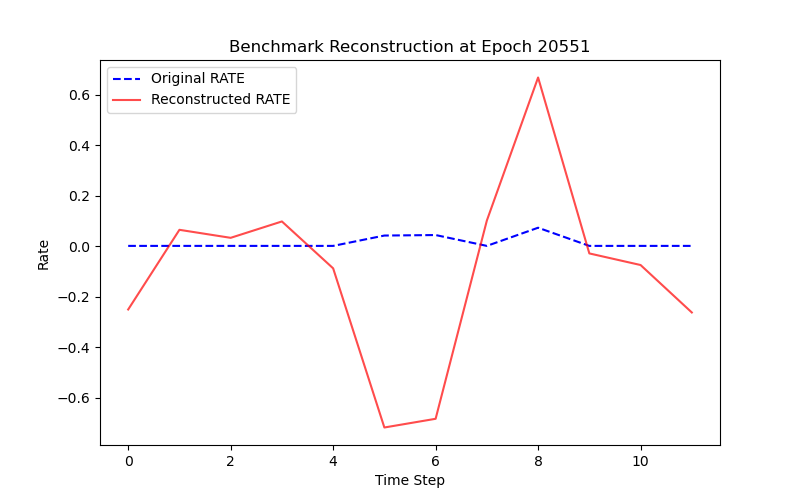 Benchmark Reconstruction at Epoch 20551
Original RATE
Reconstructed RATE
0.6
0.4
0.2
0.0
−0.2
−0.4
−0.6
Rate
0 2 4 6 8 10
Time Step